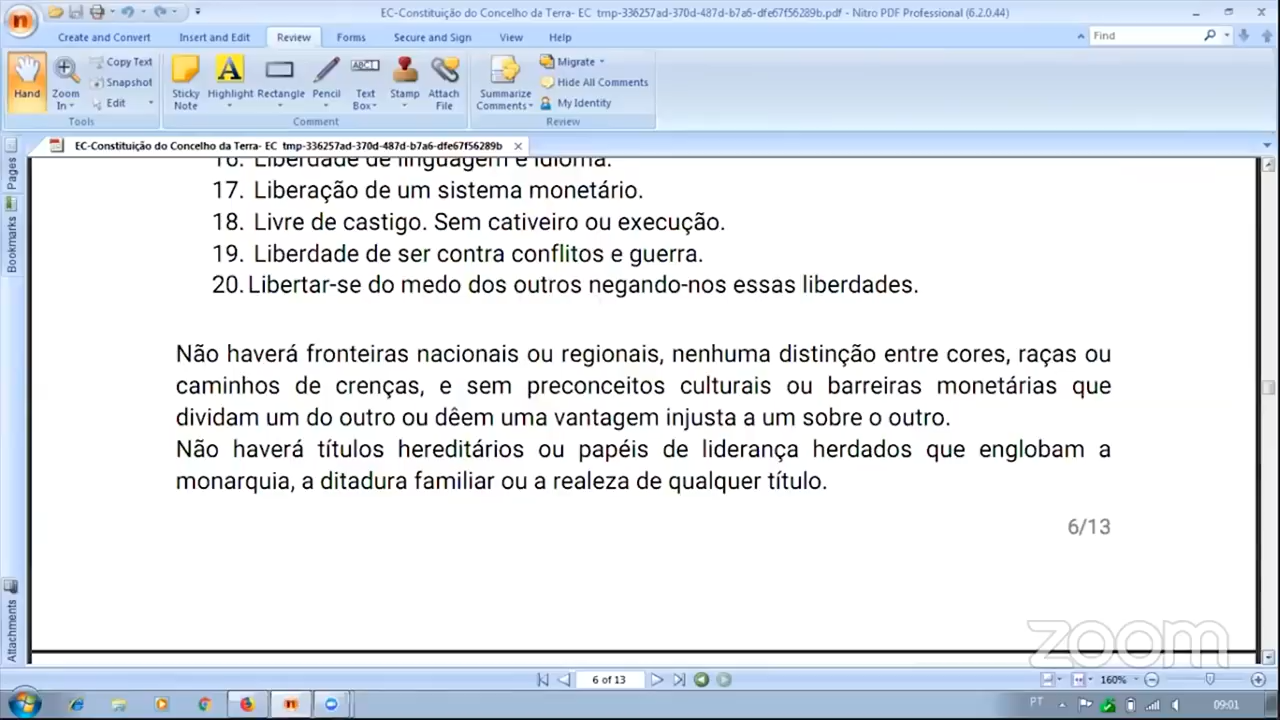 EC-Constituição do Concelho da Terra- EC tmp-336257ad-370d-487d-b7a6-dfe67f56289b.pdf - Nitro PDF Professional (6.2.0.44)
Create and Convert Insert and Edit Review Forms Secure and Sign View Help Find
Hand
Zoom In
Copy Text
Snapshot
Edit
Sticky Note
Highlight
Rectangle
Pencil
Text Box
Stamp
Attach File
Summarize Comments
Migrate
Hide All Comments
My Identity
Tools Comment Review
EC-Constituição do Concelho da Terra- EC tmp-336257ad-370d-487d-b7a6-dfe67f56289b
Pages
Bookmarks
Attachments
16. Liberdade de linguagem e idioma.
17. Liberação de um sistema monetário.
18. Livre de castigo. Sem cativeiro ou execução.
19. Liberdade de ser contra conflitos e guerra.
20. Libertar-se do medo dos outros negando-nos essas liberdades.
Não haverá fronteiras nacionais ou regionais, nenhuma distinção entre cores, raças ou
caminhos de crenças, e sem preconceitos culturais ou barreiras monetárias que
dividam um do outro ou dêem uma vantagem injusta a um sobre o outro.
Não haverá títulos hereditários ou papéis de liderança herdados que englobam a
monarquia, a ditadura familiar ou a realeza de qualquer título.
6/13
zoom
6 of 13
160%
PT
09:01